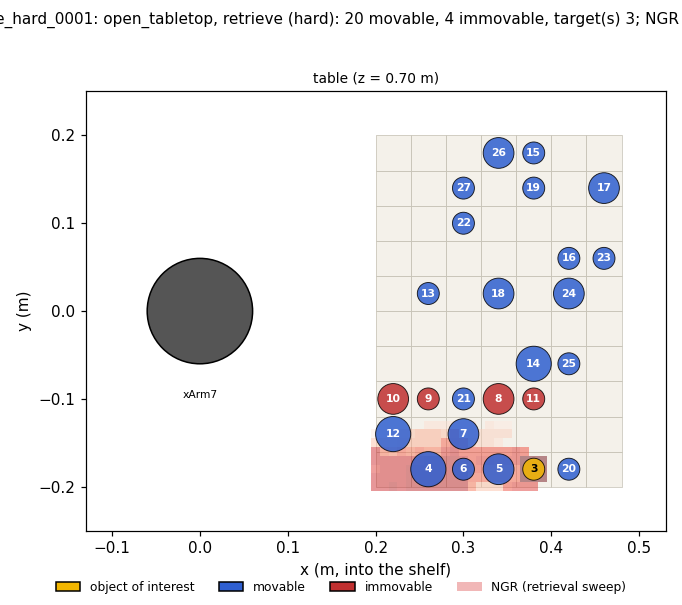 e_hard_0001: open_tabletop, retrieve (hard): 20 movable, 4 immovable, target(s) 3; NGR
table (z = 0.70 m)
0.2
26 15
27 19 17
0.1
22
16 23
0.0
13 18 24
14 25
xArm7
−0.1
10 9 21 8 11
12 7
4 6 5 3 20
−0.2
y (m)
−0.1 0.0 0.1 0.2 0.3 0.4 0.5
x (m, into the shelf)
object of interest movable immovable NGR (retrieval sweep)